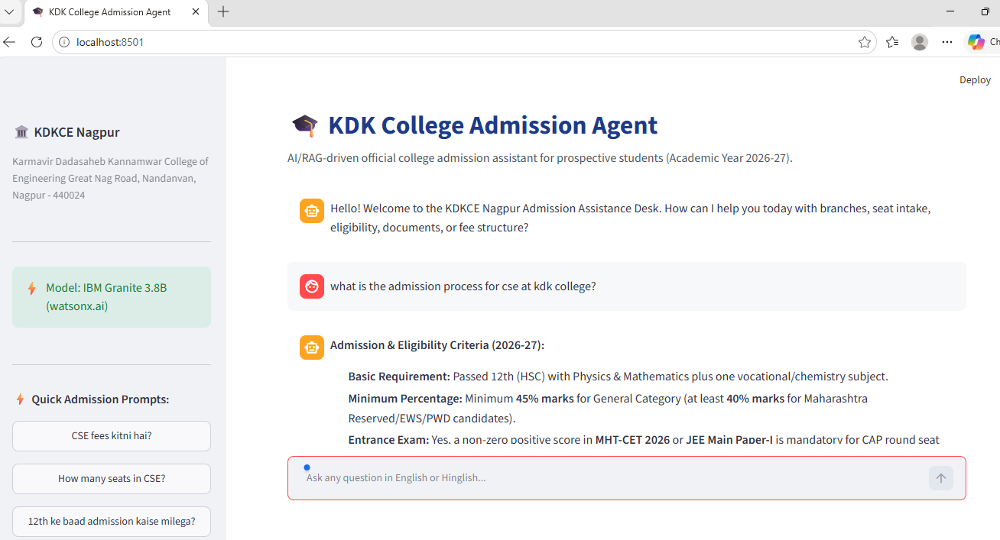 KDK College Admission Agent
localhost:8501
Ch
Deploy
KDKCE Nagpur
Karmavir Dadasaheb Kannamwar College of
Engineering Great Nag Road, Nandanvan,
Nagpur - 440024
Model: IBM Granite 3.8B
(watsonx.ai)
Quick Admission Prompts:
CSE fees kitni hai?
How many seats in CSE?
12th ke baad admission kaise milega?
KDK College Admission Agent
AI/RAG-driven official college admission assistant for prospective students (Academic Year 2026-27).
Hello! Welcome to the KDKCE Nagpur Admission Assistance Desk. How can I help you today with branches, seat intake,
eligibility, documents, or fee structure?
what is the admission process for cse at kdk college?
Admission & Eligibility Criteria (2026-27):
Basic Requirement: Passed 12th (HSC) with Physics & Mathematics plus one vocational/chemistry subject.
Minimum Percentage: Minimum 45% marks for General Category (at least 40% marks for Maharashtra
Reserved/EWS/PWD candidates).
Entrance Exam: Yes, a non-zero positive score in MHT-CET 2026 or JEE Main Paper-I is mandatory for CAP round seat
Ask any question in English or Hinglish...